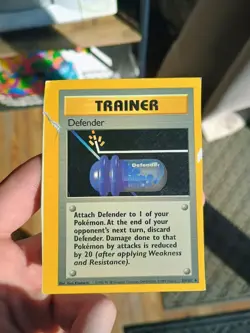 TRAINER
Defender
Defender
Attach Defender to 1 of your
Pokémon. At the end of your
opponent's next turn, discard
Defender. Damage done to that
Pokémon by attacks is reduced
by 20 (after applying Weakness
and Resistance).